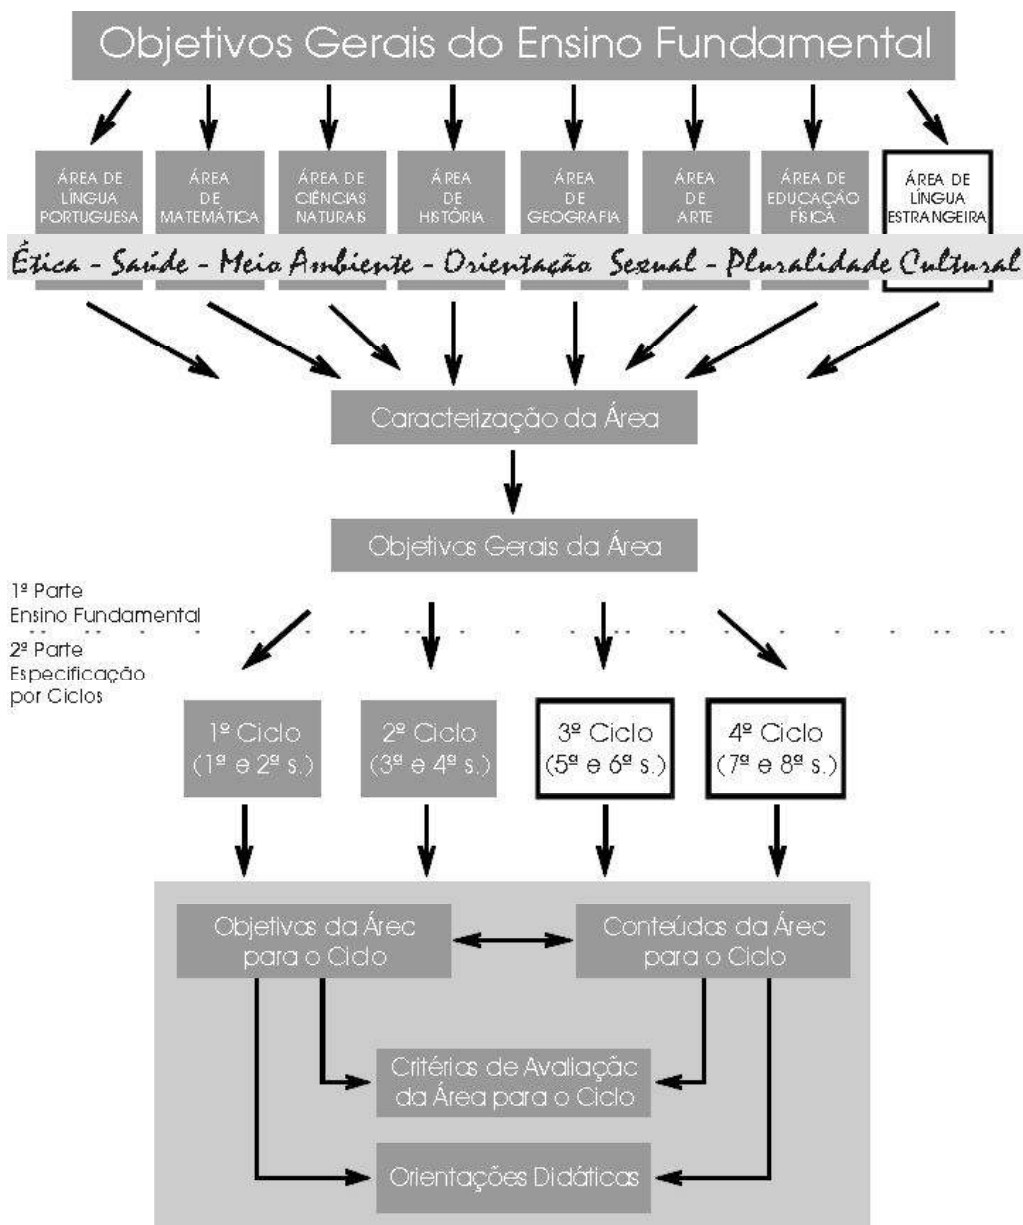 Objetivos Gerais do Ensino Fundamental
ÁREA DE
LÍNGUA
PORTUGUESA
ÁREA
DE
MATEMÁTICA
ÁREA DE
CIÊNCIAS
NATURAIS
ÁREA
DE
HISTÓRIA
ÁREA
DE
GEOGRAFIA
ÁREA
DE
ARTE
ÁREA DE
EDUCAÇÃO
FÍSICA
ÁREA DE
LÍNGUA
ESTRANGEIRA
Ética - Saúde - Meio Ambiente - Orientação Sexual - Pluralidade Cultural
Caracterização da Área
Objetivos Gerais da Área
1ª Parte
Ensino Fundamental
2ª Parte
Especificação
por Ciclos
1º Ciclo
(1ª e 2ª s.)
2º Ciclo
(3ª e 4ª s.)
3º Ciclo
(5ª e 6ª s.)
4º Ciclo
(7ª e 8ª s.)
Objetivos da Área
para o Ciclo
Conteúdos da Área
para o Ciclo
Critérios de Avaliação
da Área para o Ciclo
Orientações Didáticas